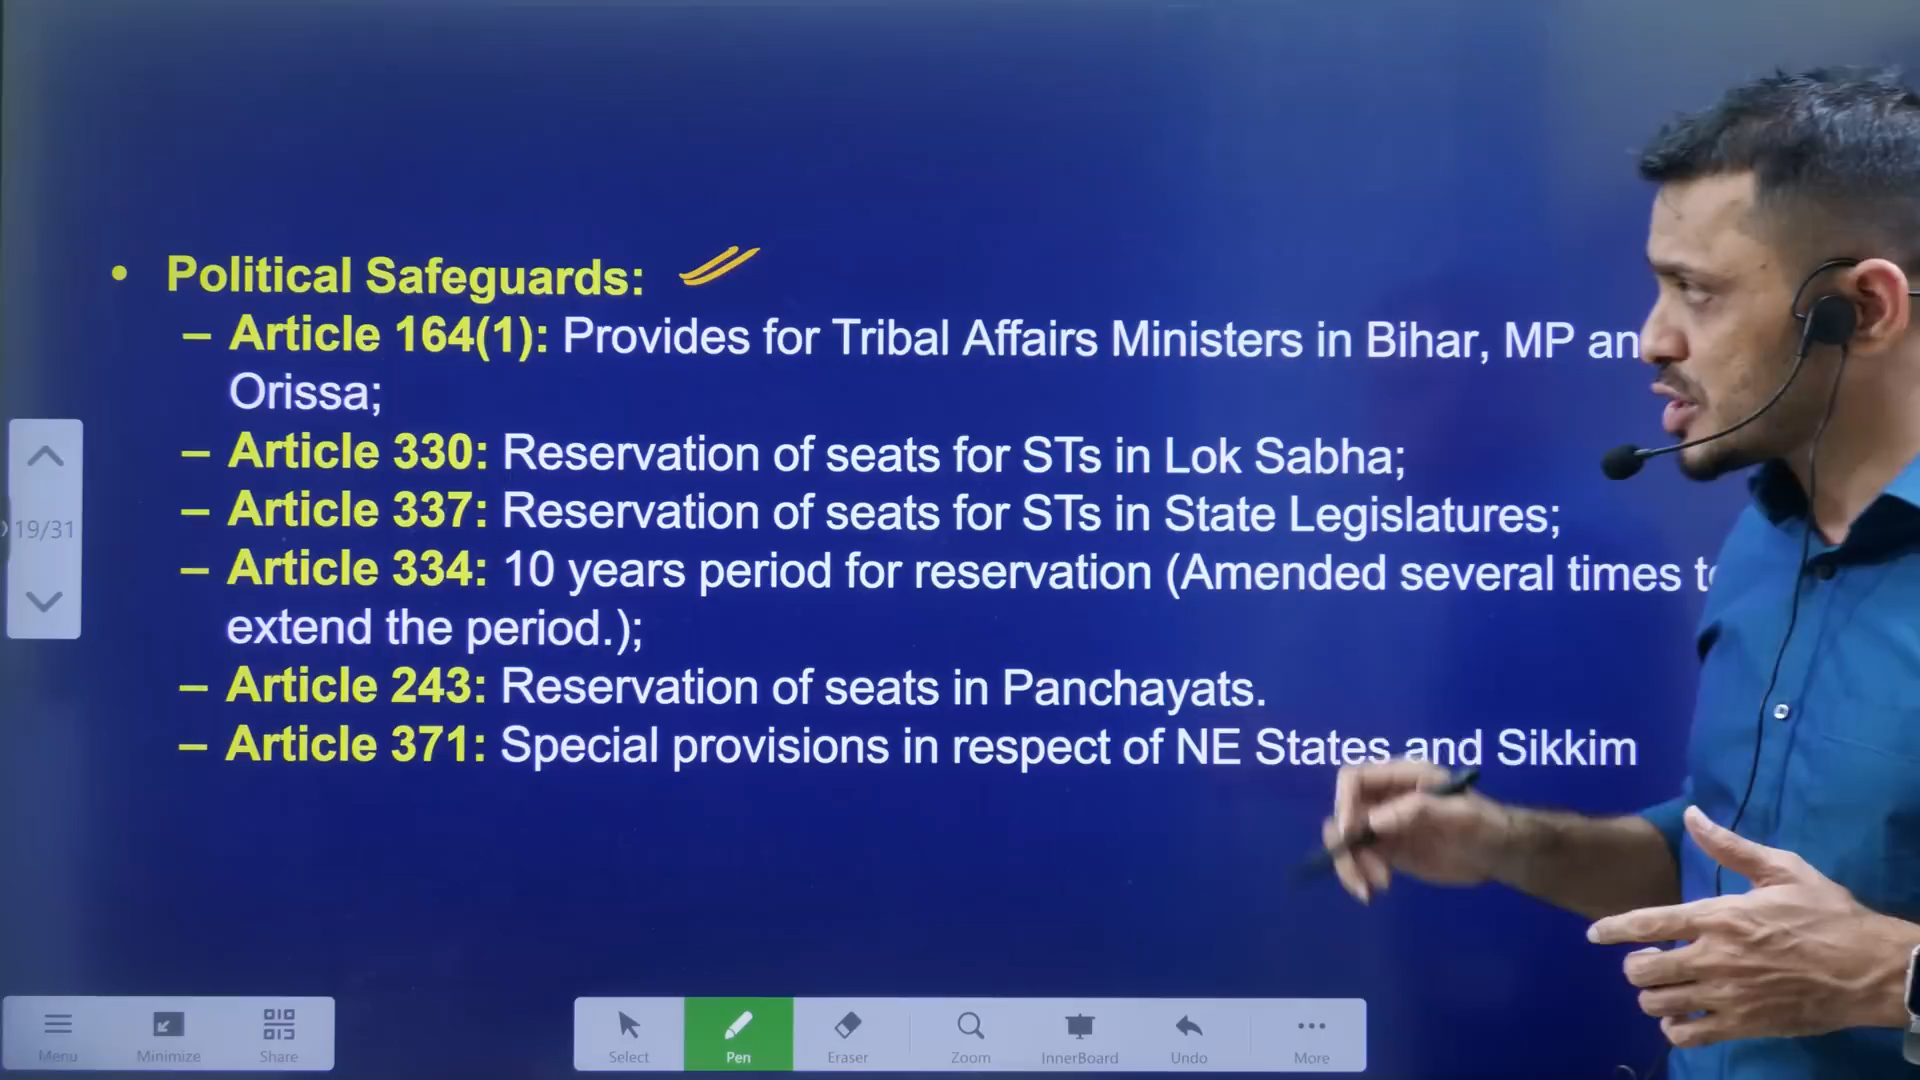 • Political Safeguards:
– Article 164(1): Provides for Tribal Affairs Ministers in Bihar, MP an
Orissa;
– Article 330: Reservation of seats for STs in Lok Sabha;
– Article 337: Reservation of seats for STs in State Legislatures;
– Article 334: 10 years period for reservation (Amended several times to
extend the period.);
– Article 243: Reservation of seats in Panchayats.
– Article 371: Special provisions in respect of NE States and Sikkim
19/31
Menu Minimize Share Select Pen Eraser Zoom InnerBoard Undo More